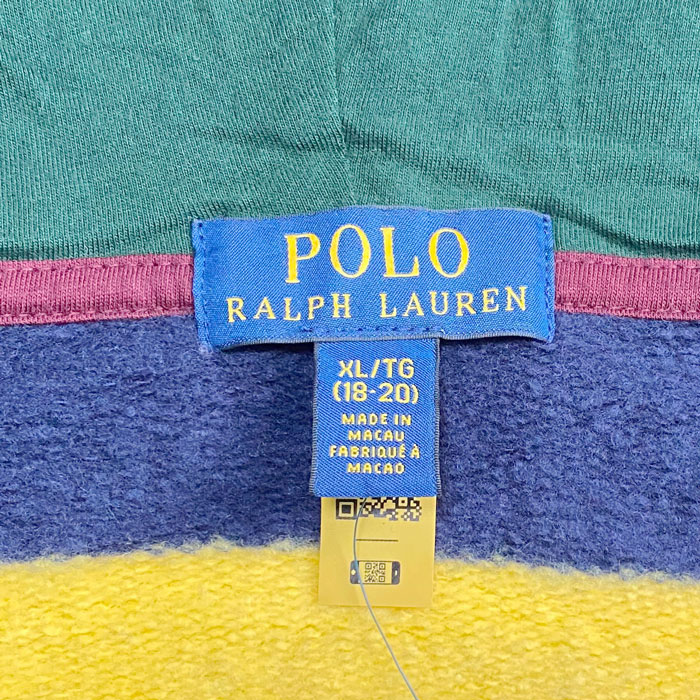 POLO
RALPH LAUREN
XL/TG
(18-20)
MADE IN
MACAU
FABRIQUÉ À
MACAO